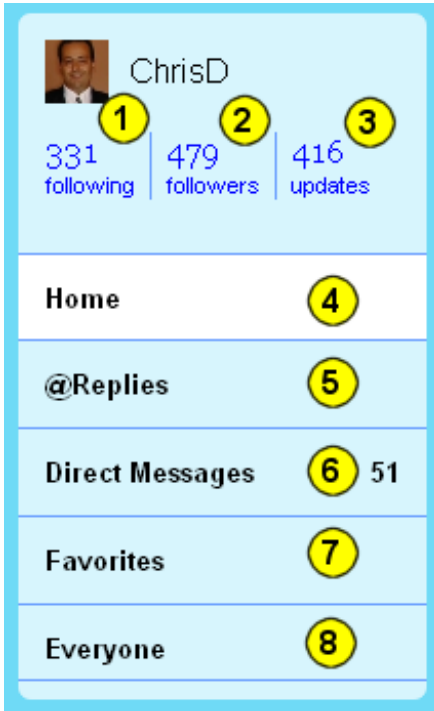 ChrisD
1 2 3
331 479 416
following followers updates
Home 4
@Replies 5
Direct Messages 6 51
Favorites 7
Everyone 8